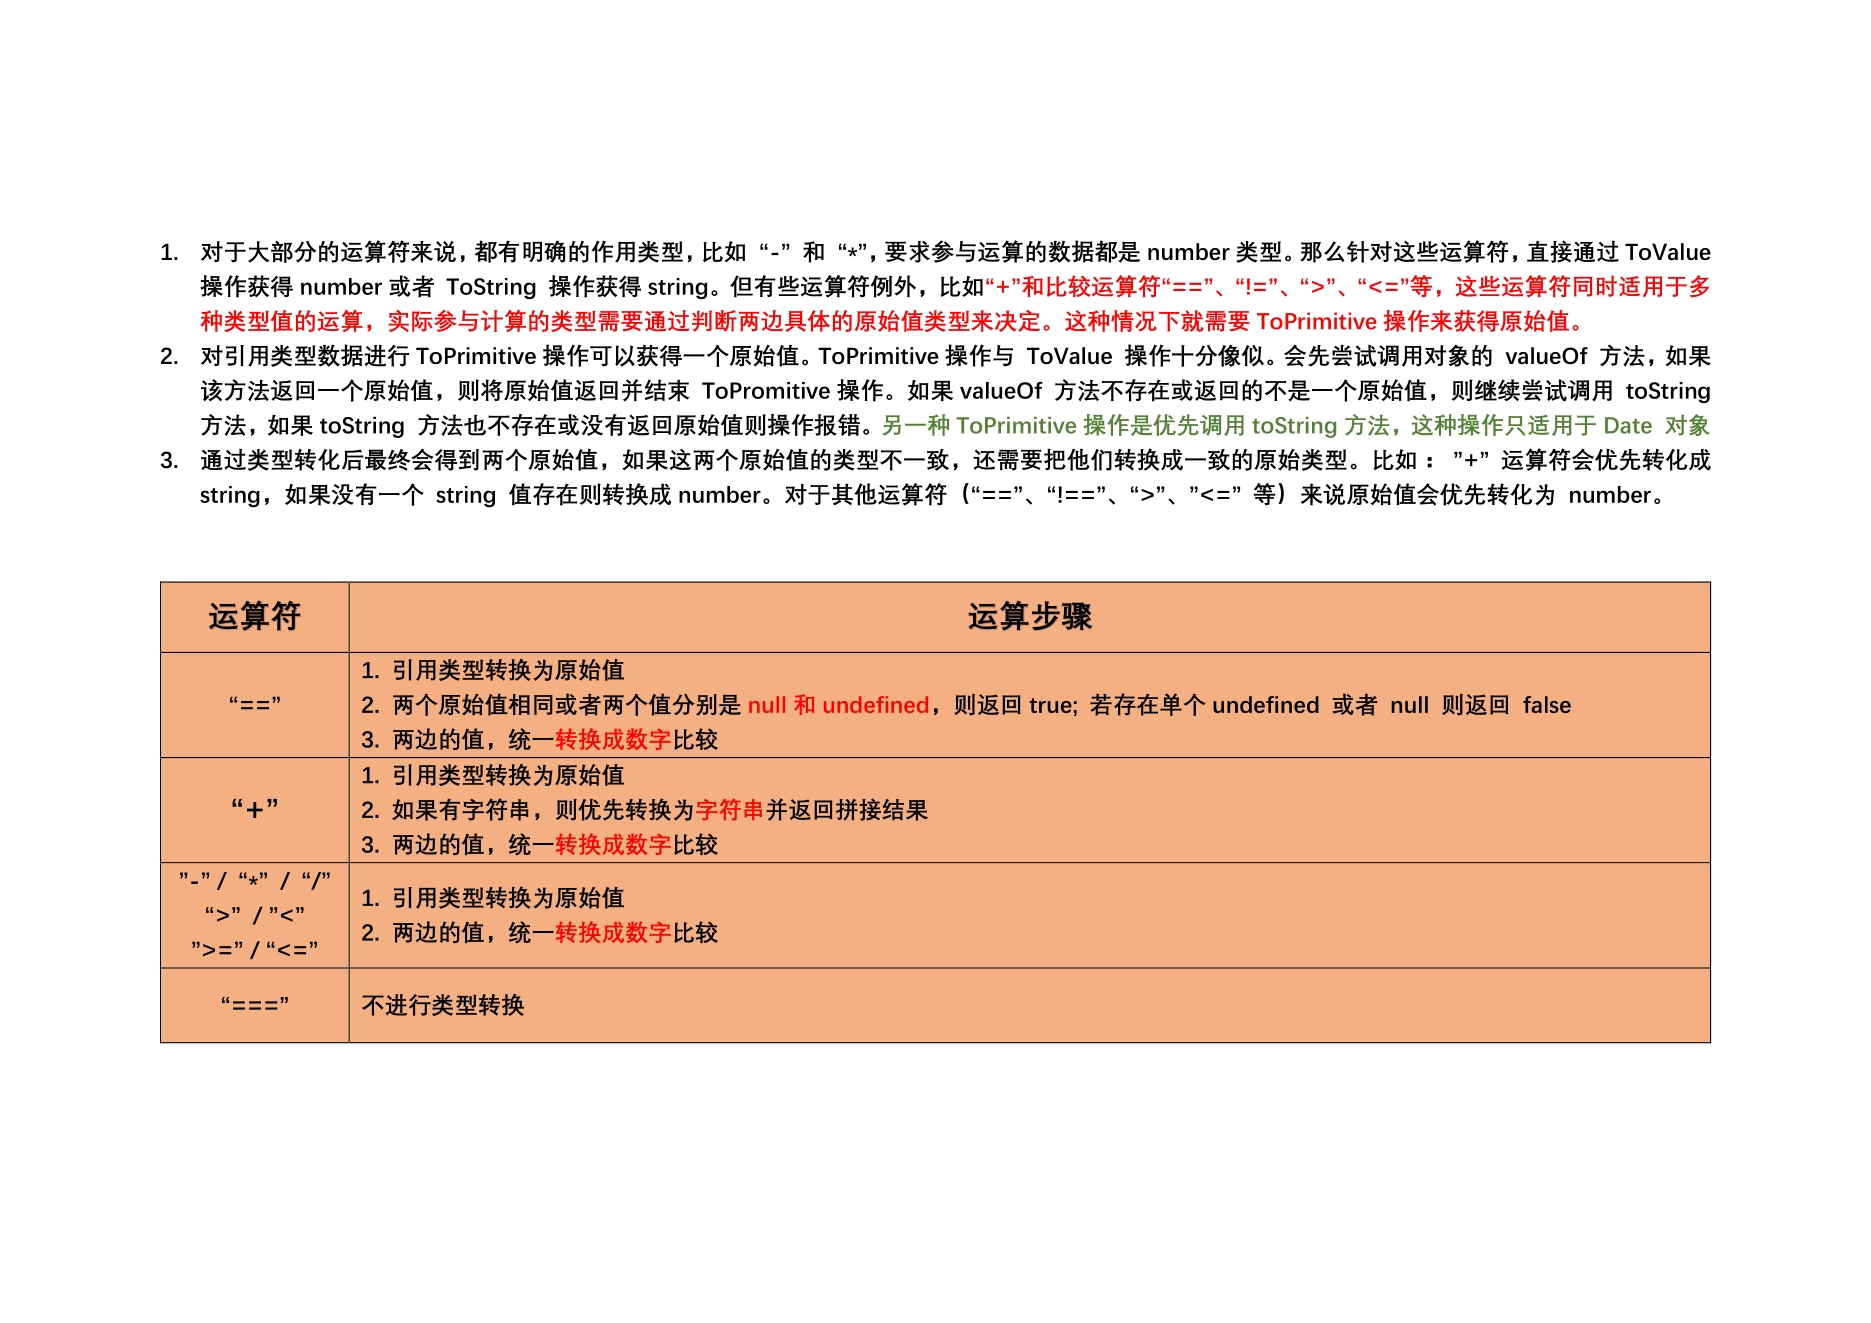 1. 对于大部分的运算符来说，都有明确的作用类型，比如 “-” 和 “*”，要求参与运算的数据都是 number 类型。那么针对这些运算符，直接通过 ToValue
操作获得 number 或者 ToString 操作获得 string。但有些运算符例外，比如“+”和比较运算符“==”、“!=”、“>”、“<=”等，这些运算符同时适用于多
种类型值的运算，实际参与计算的类型需要通过判断两边具体的原始值类型来决定。这种情况下就需要 ToPrimitive 操作来获得原始值。
2. 对引用类型数据进行 ToPrimitive 操作可以获得一个原始值。ToPrimitive 操作与 ToValue 操作十分像似。会先尝试调用对象的 valueOf 方法，如果
该方法返回一个原始值，则将原始值返回并结束 ToPromitive 操作。如果 valueOf 方法不存在或返回的不是一个原始值，则继续尝试调用 toString
方法，如果 toString 方法也不存在或没有返回原始值则操作报错。另一种 ToPrimitive 操作是优先调用 toString 方法，这种操作只适用于 Date 对象
3. 通过类型转化后最终会得到两个原始值，如果这两个原始值的类型不一致，还需要把他们转换成一致的原始类型。比如： ”+” 运算符会优先转化成
string，如果没有一个 string 值存在则转换成 number。对于其他运算符（“==”、“!==”、“>”、”<=” 等）来说原始值会优先转化为 number。
运算符 运算步骤
“==”
1. 引用类型转换为原始值
2. 两个原始值相同或者两个值分别是 null 和 undefined，则返回 true; 若存在单个 undefined 或者 null 则返回 false
3. 两边的值，统一转换成数字比较
“+”
1. 引用类型转换为原始值
2. 如果有字符串，则优先转换为字符串并返回拼接结果
3. 两边的值，统一转换成数字比较
”-” / “*” / “/”
“>” / ”<”
”>=” / “<=”
1. 引用类型转换为原始值
2. 两边的值，统一转换成数字比较
“===”
不进行类型转换